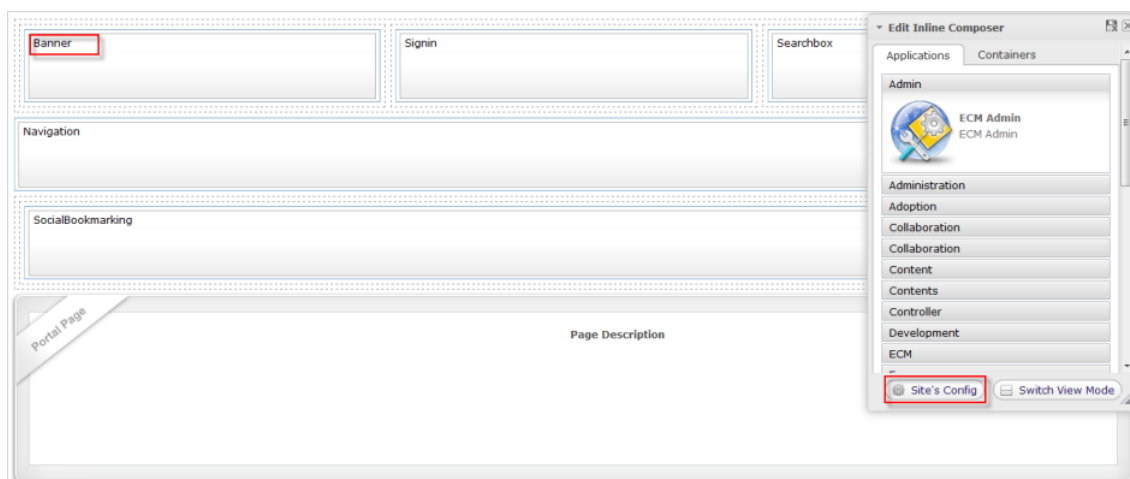 Banner
Signin
Searchbox
Navigation
SocialBookmarking
Portal Page
Page Description
Edit Inline Composer
Applications
Containers
Admin
ECM Admin
ECM Admin
Administration
Adoption
Collaboration
Collaboration
Content
Contents
Controller
Development
ECM
Site's Config
Switch View Mode